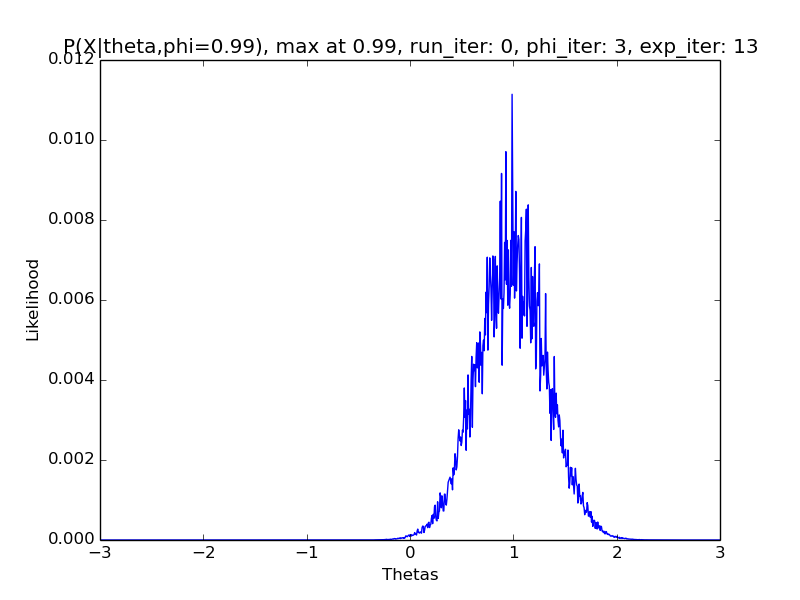 P(X|theta,phi=0.99), max at 0.99, run_iter: 0, phi_iter: 3, exp_iter: 13
0.012
0.010
0.008
0.006
0.004
0.002
0.000
Likelihood
−3 −2 −1 0 1 2 3
Thetas